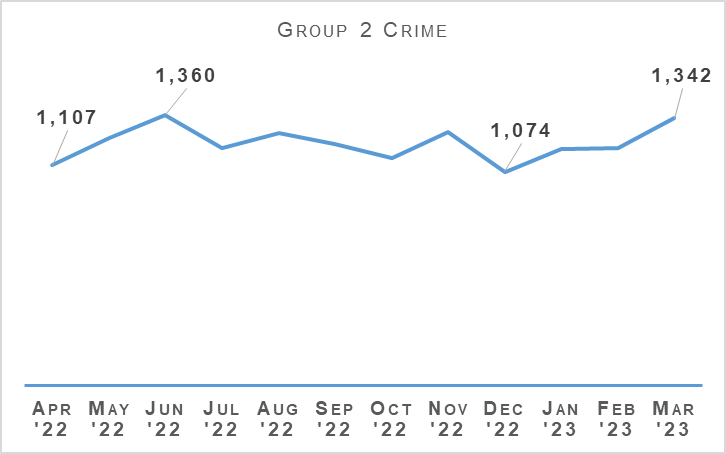 Group 2 Crime
1,360
1,342
1,107
1,074
Apr '22
May '22
Jun '22
Jul '22
Aug '22
Sep '22
Oct '22
Nov '22
Dec '22
Jan '23
Feb '23
Mar '23